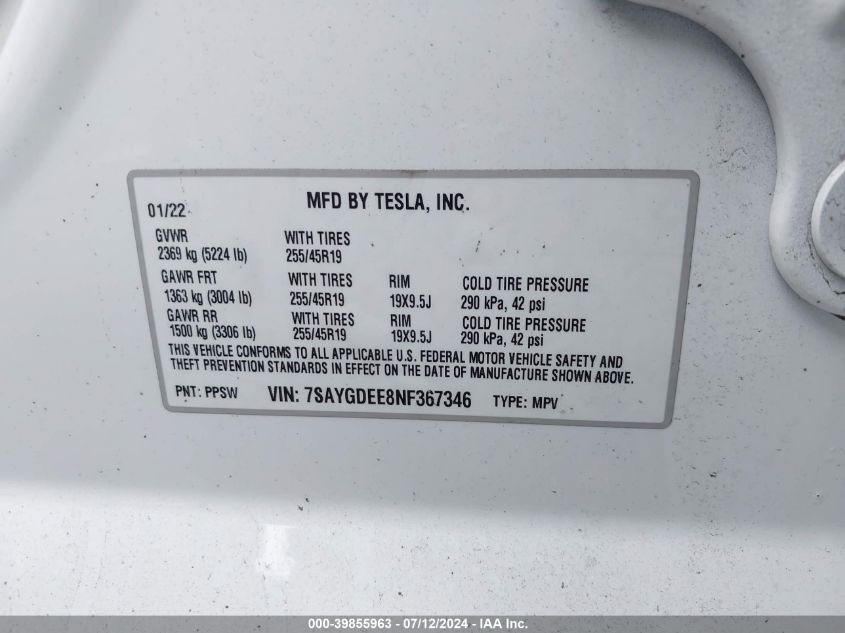 MFD BY TESLA, INC.
01/22
GVWR WITH TIRES
2369 kg (5224 lb) 255/45R19
GAWR FRT WITH TIRES RIM COLD TIRE PRESSURE
1363 kg (3004 lb) 255/45R19 19X9.5J 290 kPa, 42 psi
GAWR RR WITH TIRES RIM COLD TIRE PRESSURE
1500 kg (3306 lb) 255/45R19 19X9.5J 290 kPa, 42 psi
THIS VEHICLE CONFORMS TO ALL APPLICABLE U.S. FEDERAL MOTOR VEHICLE SAFETY AND
THEFT PREVENTION STANDARDS IN EFFECT ON THE DATE OF MANUFACTURE SHOWN ABOVE.
PNT: PPSW VIN: 7SAYGDEE8NF367346 TYPE: MPV
000-39855963 - 07/12/2024 - IAA Inc.